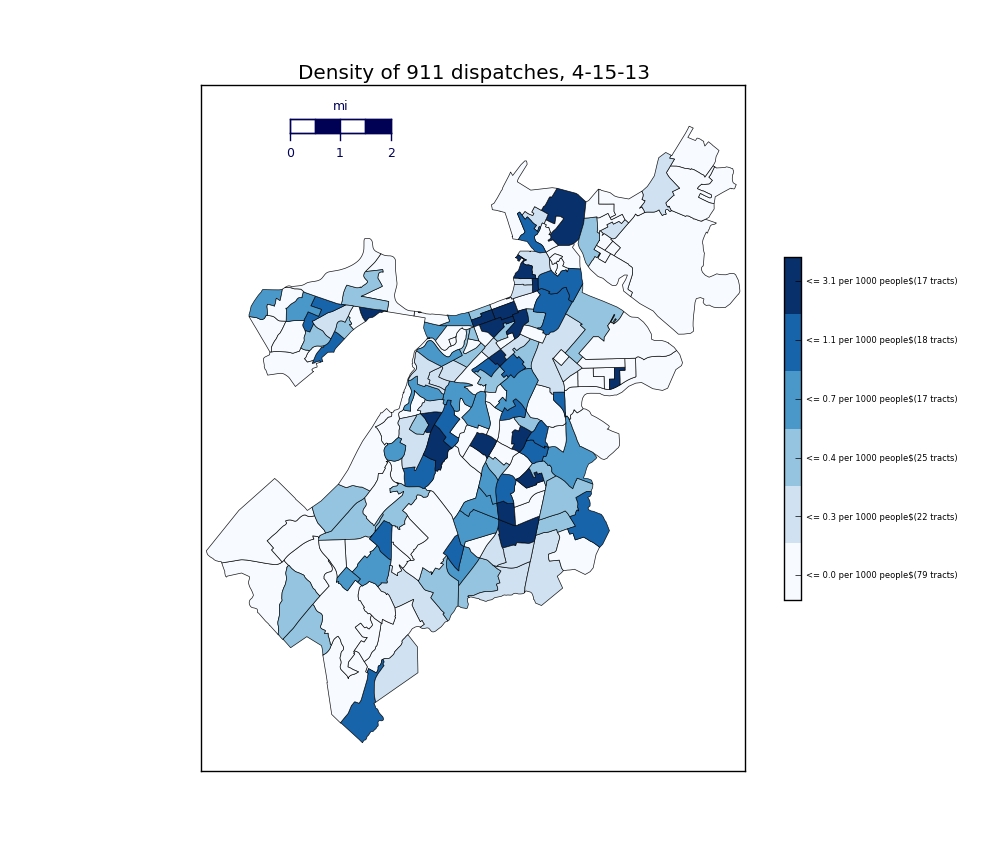 Density of 911 dispatches, 4-15-13
mi
0 1 2
<= 3.1 per 1000 people$(17 tracts)
<= 1.1 per 1000 people$(18 tracts)
<= 0.7 per 1000 people$(17 tracts)
<= 0.4 per 1000 people$(25 tracts)
<= 0.3 per 1000 people$(22 tracts)
<= 0.0 per 1000 people$(79 tracts)